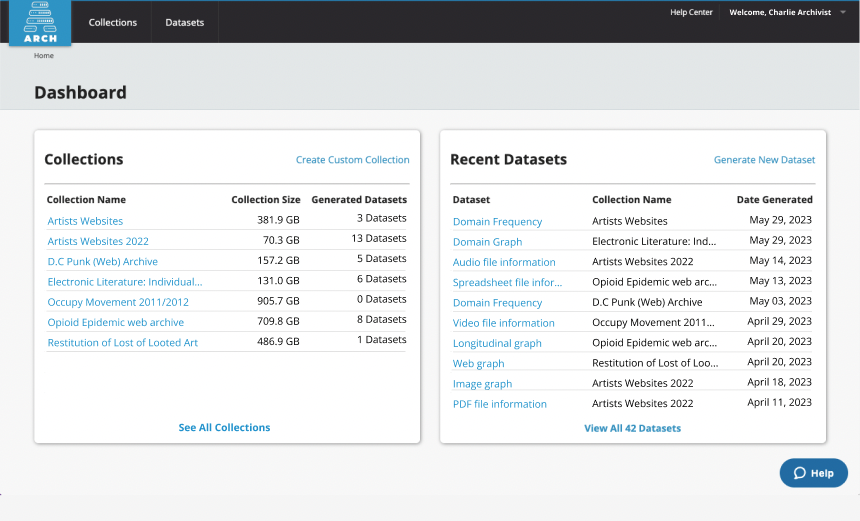 ARCH
Collections
Datasets
Help Center
Welcome, Charlie Archivist
Home
Dashboard
Collections
Create Custom Collection
Collection Name Collection Size Generated Datasets
Artists Websites 381.9 GB 3 Datasets
Artists Websites 2022 70.3 GB 13 Datasets
D.C Punk (Web) Archive 157.2 GB 5 Datasets
Electronic Literature: Individual... 131.0 GB 6 Datasets
Occupy Movement 2011/2012 905.7 GB 0 Datasets
Opioid Epidemic web archive 709.8 GB 8 Datasets
Restitution of Lost of Looted Art 486.9 GB 1 Datasets
See All Collections
Recent Datasets
Generate New Dataset
Dataset Collection Name Date Generated
Domain Frequency Artists Websites May 29, 2023
Domain Graph Electronic Literature: Ind... May 29, 2023
Audio file information Artists Websites 2022 May 14, 2023
Spreadsheet file infor... Opioid Epidemic web arc... May 13, 2023
Domain Frequency D.C Punk (Web) Archive May 03, 2023
Video file information Occupy Movement 2011... April 29, 2023
Longitudinal graph Opioid Epidemic web arc... April 20, 2023
Web graph Restitution of Lost of Loo... April 20, 2023
Image graph Artists Websites 2022 April 18, 2023
PDF file information Artists Websites 2022 April 11, 2023
View All 42 Datasets
Help